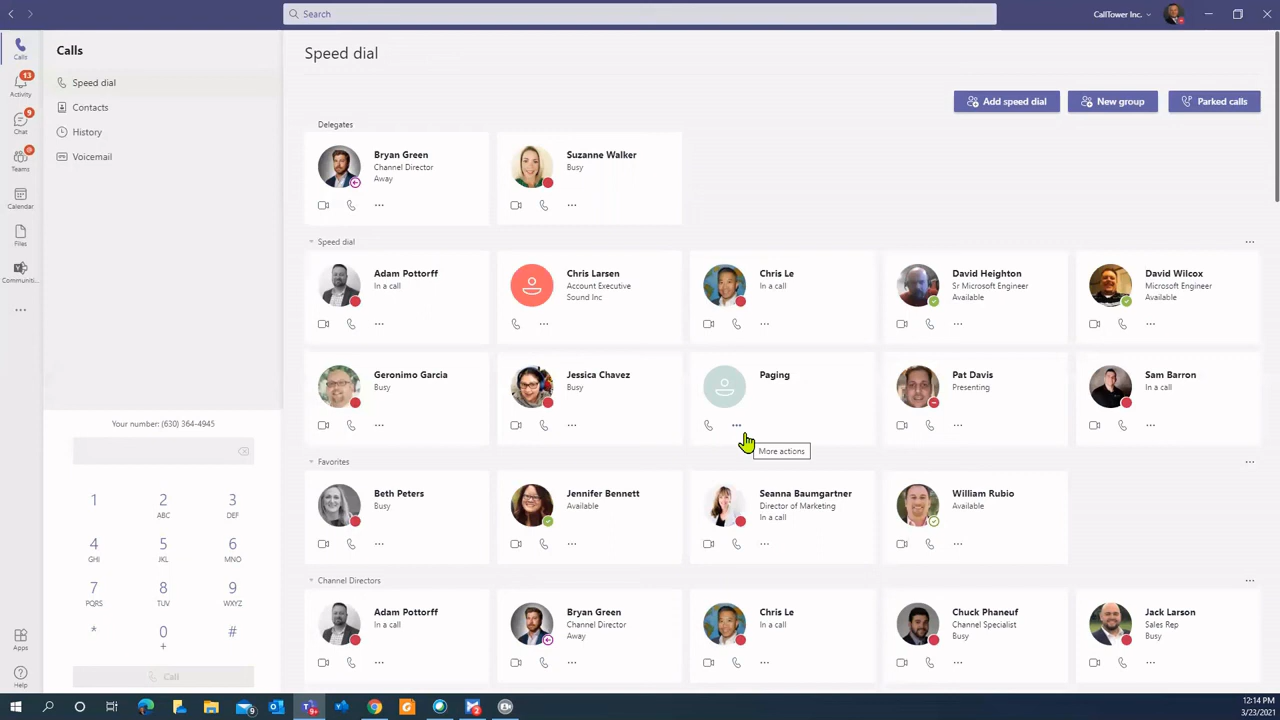 Search
CallTower Inc.
Calls
Speed dial
Contacts
History
Voicemail
Calls
13
Activity
9
Chat
@
Teams
Calendar
Files
Communiti...
Apps
Help
Your number: (630) 364-4945
1 2 3
ABC DEF
4 5 6
GHI JKL MNO
7 8 9
PQRS TUV WXYZ
* 0 #
+
Call
Speed dial
Add speed dial
New group
Parked calls
Delegates
Bryan Green
Channel Director
Away
Suzanne Walker
Busy
Speed dial
Adam Pottorff
In a call
Chris Larsen
Account Executive
Sound Inc
Chris Le
In a call
David Heighton
Sr Microsoft Engineer
Available
David Wilcox
Microsoft Engineer
Available
Geronimo Garcia
Busy
Jessica Chavez
Busy
Paging
More actions
Pat Davis
Presenting
Sam Barron
In a call
Favorites
Beth Peters
Busy
Jennifer Bennett
Available
Seanna Baumgartner
Director of Marketing
In a call
William Rubio
Available
Channel Directors
Adam Pottorff
In a call
Bryan Green
Channel Director
Away
Chris Le
In a call
Chuck Phaneuf
Channel Specialist
Busy
Jack Larson
Sales Rep
Busy
12:14 PM
3/23/2021